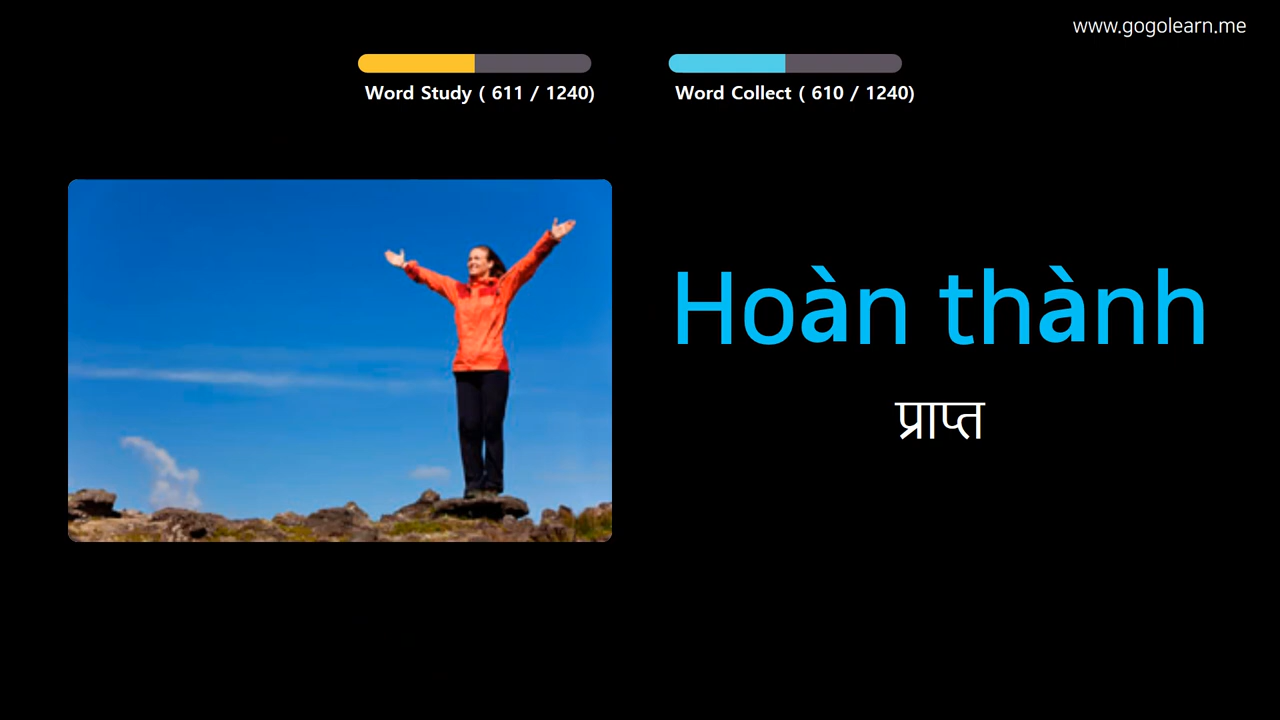 www.gogolearn.me
Word Study ( 611 / 1240)
Word Collect ( 610 / 1240)
Hoàn thành
प्राप्त